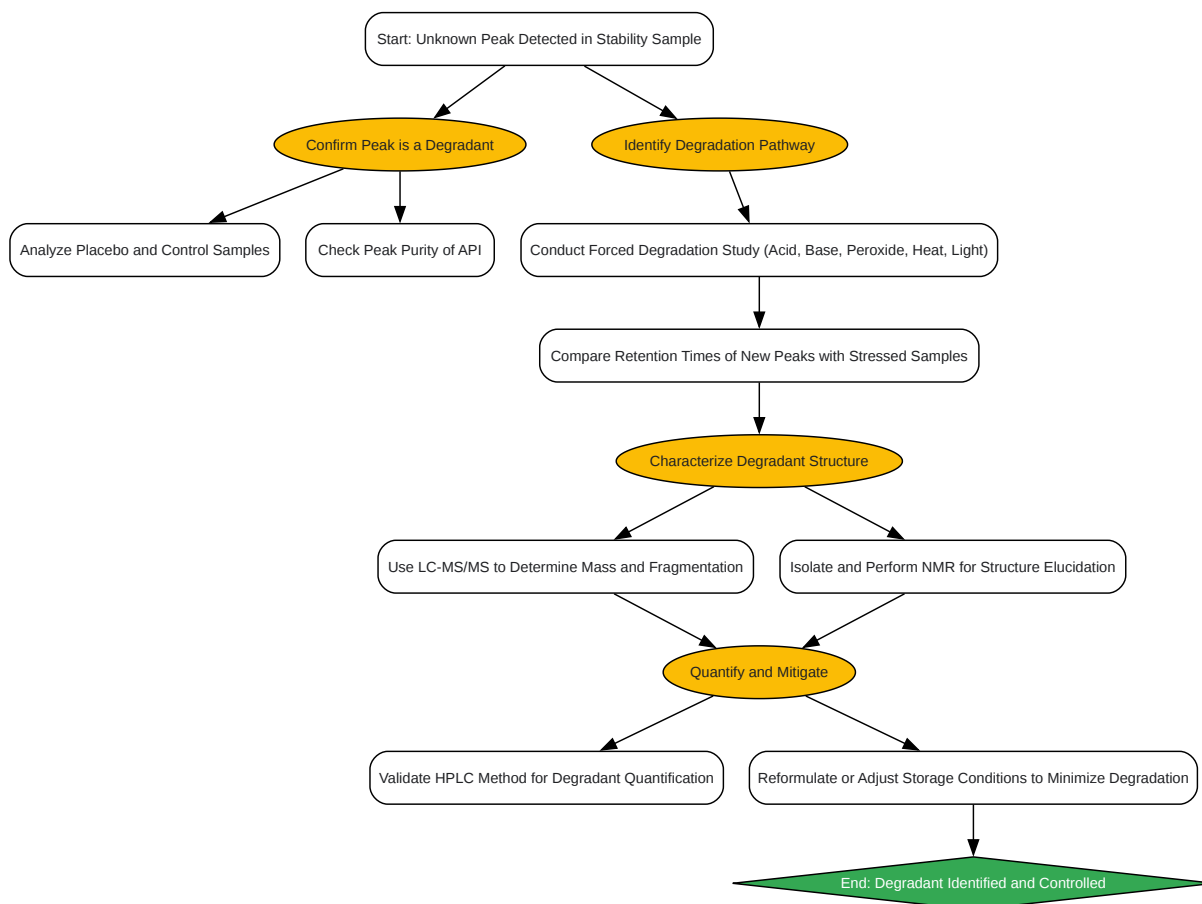 Start: Unknown Peak Detected in Stability Sample
Confirm Peak is a Degradant
Identify Degradation Pathway
Analyze Placebo and Control Samples
Check Peak Purity of API
Conduct Forced Degradation Study (Acid, Base, Peroxide, Heat, Light)
Compare Retention Times of New Peaks with Stressed Samples
Characterize Degradant Structure
Use LC-MS/MS to Determine Mass and Fragmentation
Isolate and Perform NMR for Structure Elucidation
Quantify and Mitigate
Validate HPLC Method for Degradant Quantification
Reformulate or Adjust Storage Conditions to Minimize Degradation
End: Degradant Identified and Controlled